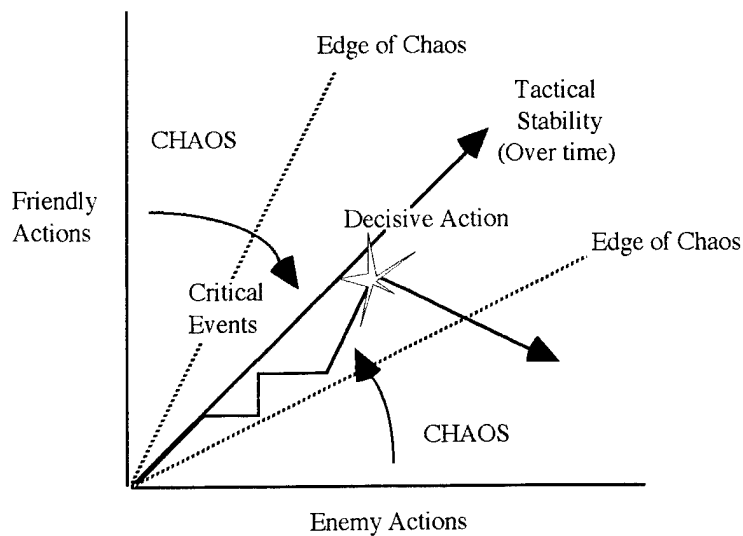 Edge of Chaos
Tactical
Stability
(Over time)
CHAOS
Friendly
Actions
Decisive Action
Edge of Chaos
Critical
Events
CHAOS
Enemy Actions